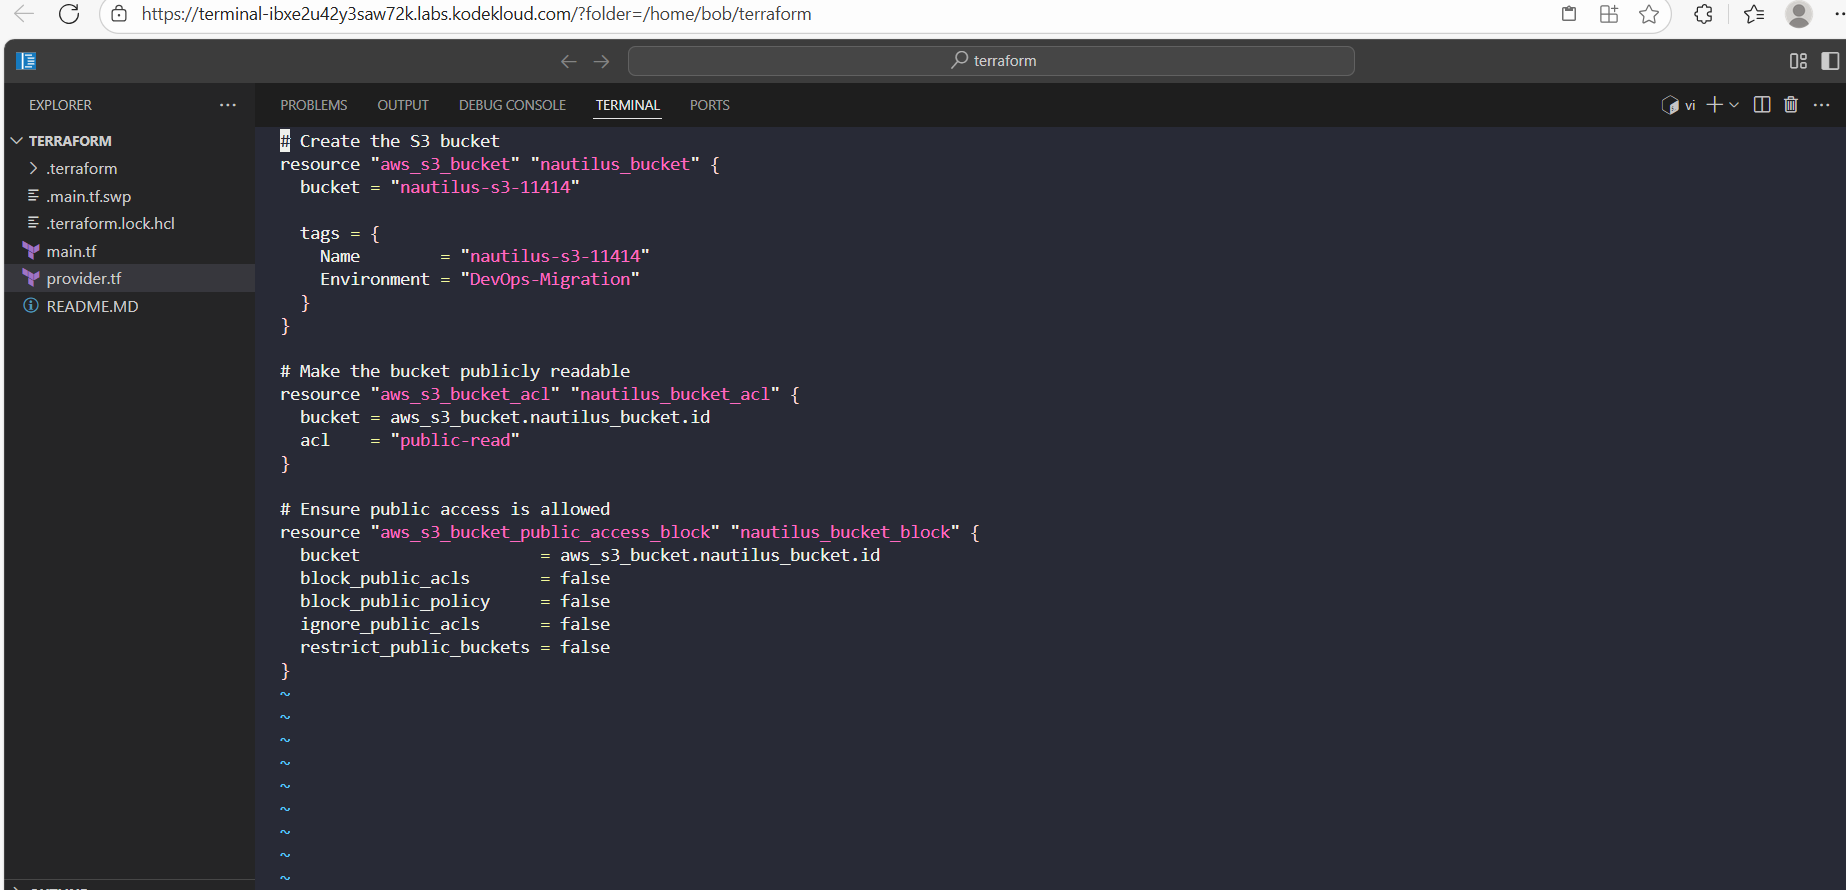 https://terminal-ibxe2u42y3saw72k.labs.kodekloud.com/?folder=/home/bob/terraform
terraform
EXPLORER
TERRAFORM
.terraform
.main.tf.swp
.terraform.lock.hcl
main.tf
provider.tf
README.MD
PROBLEMS OUTPUT DEBUG CONSOLE TERMINAL PORTS
vi
# Create the S3 bucket
resource "aws_s3_bucket" "nautilus_bucket" {
  bucket = "nautilus-s3-11414"

  tags = {
    Name        = "nautilus-s3-11414"
    Environment = "DevOps-Migration"
  }
}

# Make the bucket publicly readable
resource "aws_s3_bucket_acl" "nautilus_bucket_acl" {
  bucket = aws_s3_bucket.nautilus_bucket.id
  acl    = "public-read"
}

# Ensure public access is allowed
resource "aws_s3_bucket_public_access_block" "nautilus_bucket_block" {
  bucket                  = aws_s3_bucket.nautilus_bucket.id
  block_public_acls       = false
  block_public_policy     = false
  ignore_public_acls      = false
  restrict_public_buckets = false
}
~
~
~
~
~
~
~
~
~